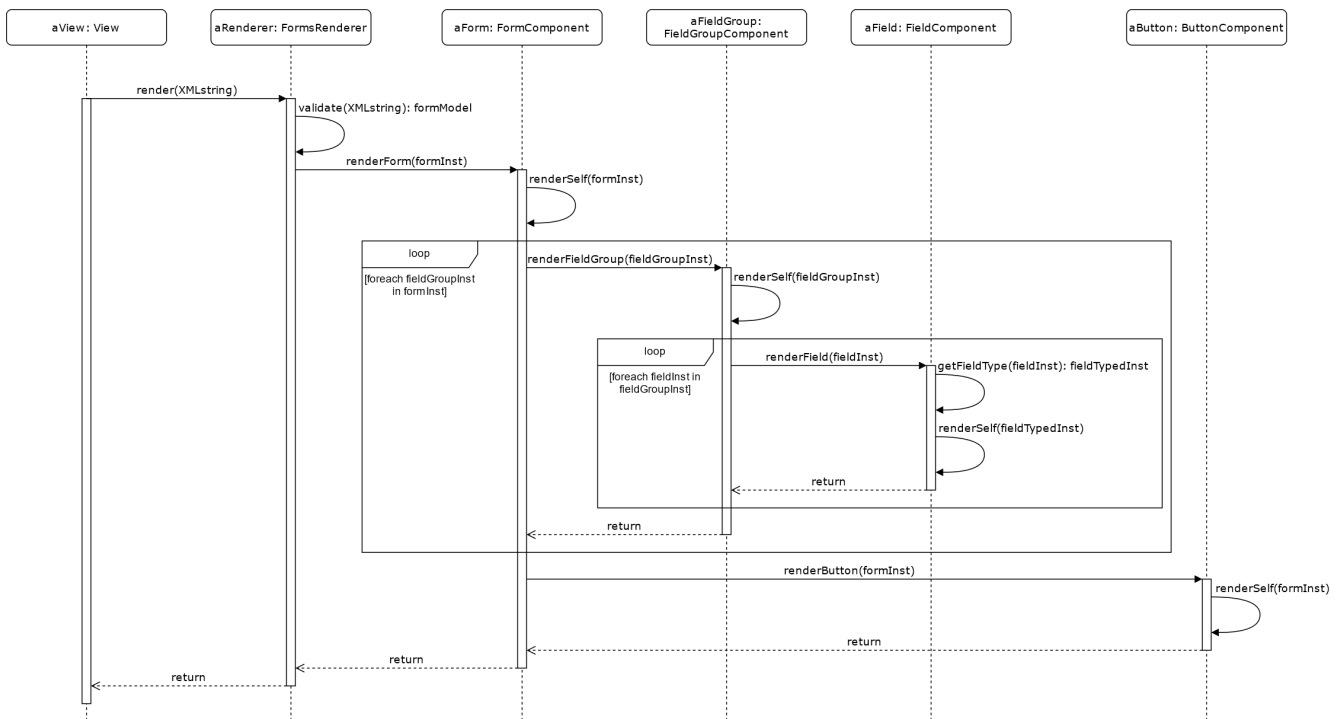 aView: View
aRenderer: FormsRenderer
aForm: FormComponent
aFieldGroup:
FieldGroupComponent
aField: FieldComponent
aButton: ButtonComponent
render(XMLstring)
validate(XMLstring): formModel
renderForm(formInst)
renderSelf(formInst)
loop
[foreach fieldGroupInst
in formInst]
renderFieldGroup(fieldGroupInst)
renderSelf(fieldGroupInst)
loop
[foreach fieldInst in
fieldGroupInst]
renderField(fieldInst)
getFieldType(fieldInst): fieldTypedInst
renderSelf(fieldTypedInst)
return
return
renderButton(formInst)
renderSelf(formInst)
return
return
return